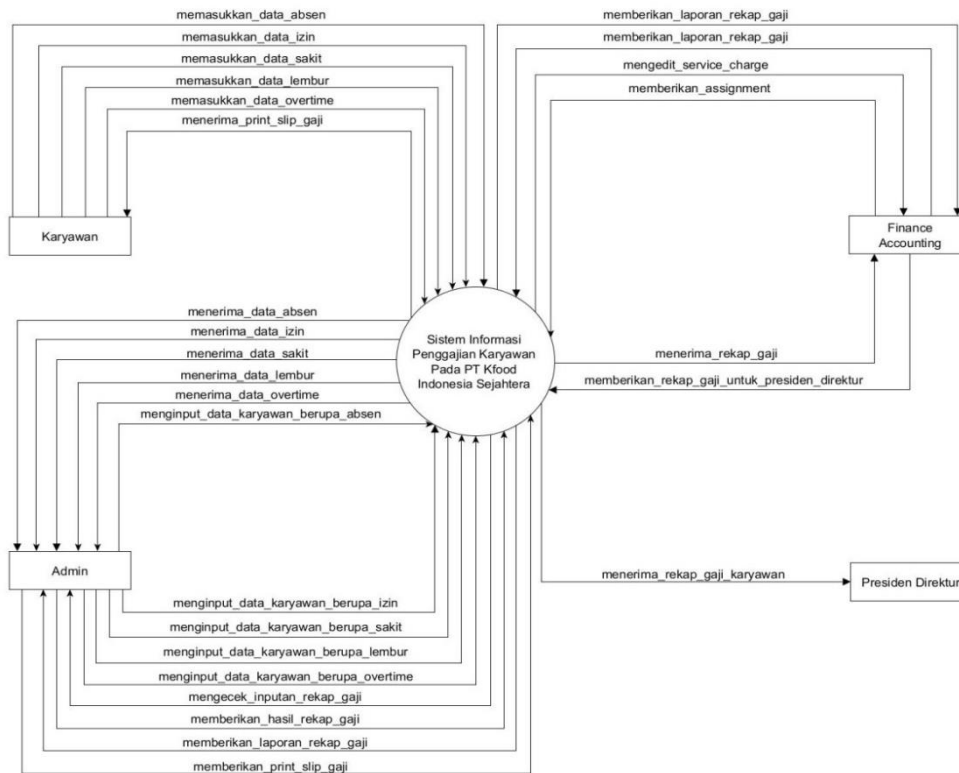 memasukkan_data_absen
memasukkan_data_izin
memasukkan_data_sakit
memasukkan_data_lembur
memasukkan_data_overtime
menerima_print_slip_gaji
memberikan_laporan_rekap_gaji
memberikan_laporan_rekap_gaji
mengedit_service_charge
memberikan_assignment
Karyawan
Finance
Accounting
menerima_data_absen
menerima_data_izin
menerima_data_sakit
menerima_data_lembur
menerima_data_overtime
menginput_data_karyawan_berupa_absen
Sistem Informasi
Penggajian Karyawan
Pada PT Kfood
Indonesia Sejahtera
menerima_rekap_gaji
memberikan_rekap_gaji_untuk_presiden_direktur
Admin
menerima_rekap_gaji_karyawan
Presiden Direktur
menginput_data_karyawan_berupa_izin
menginput_data_karyawan_berupa_sakit
menginput_data_karyawan_berupa_lembur
menginput_data_karyawan_berupa_overtime
mengecek_inputan_rekap_gaji
memberikan_hasil_rekap_gaji
memberikan_laporan_rekap_gaji
memberikan_print_slip_gaji